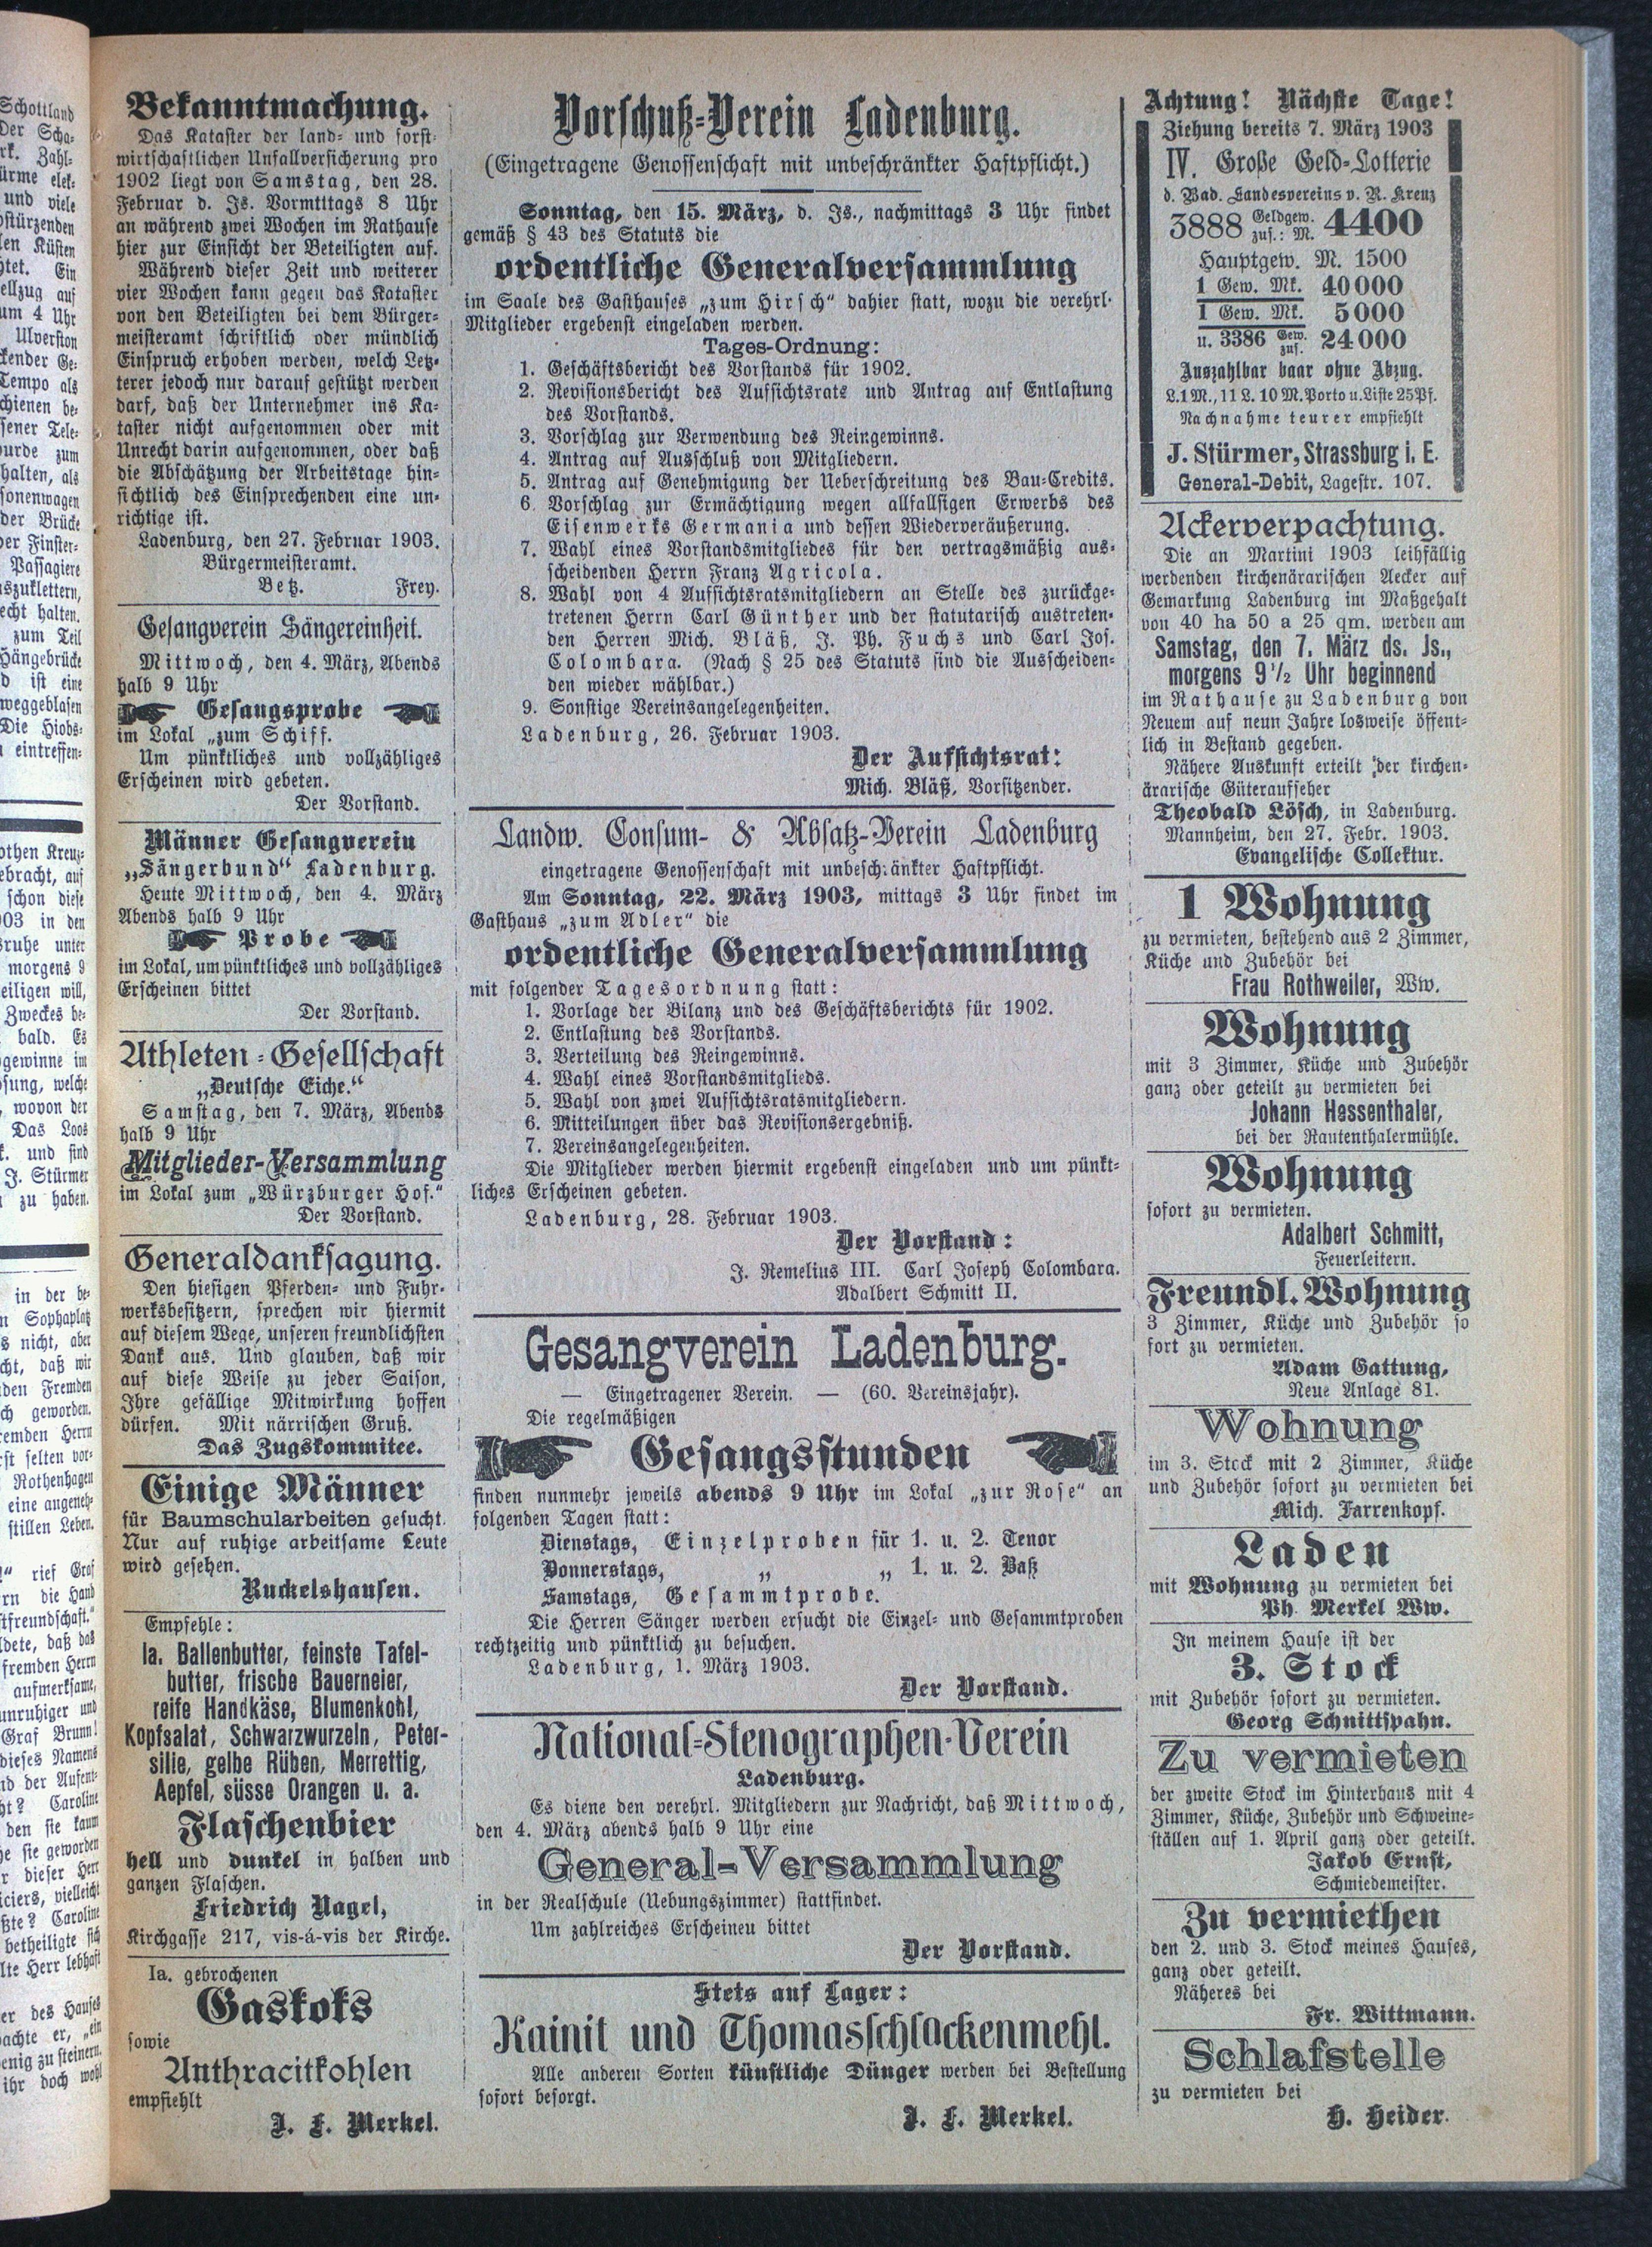 Bekanntmachung.
Das Kataster der land- und forst-
wirtschaftlichen Unfallversicherung pro
1902 liegt von Samstag, den 28.
Februar d. Js. Vormttags 8 Uhr
an während zwei Wochen im Rathause
hier zur Einsicht der Beteiligten auf.
Während dieser Zeit und weiterer
vier Wochen kann gegen das Kataster
von den Beteiligten bei dem Bürger-
meisteramt schriftlich oder mündlich
Einspruch erhoben werden, welch Letz-
terer jedoch nur darauf gestützt werden
darf, daß der Unternehmer ins Ka-
taster nicht aufgenommen oder mit
Unrecht darin aufgenommen, oder daß
die Abschätzung der Arbeitstage hin-
sichtlich des Einsprechenden eine un-
richtige ist.
Ladenburg, den 27. Februar 1903.
Bürgermeisteramt.
Betz. Frey.
Gesangverein Sängereinheit.
Mittwoch, den 4. März, Abends
halb 9 Uhr
Gesangsprobe
im Lokal „zum Schiff.
Um pünktliches und vollzähliges
Erscheinen wird gebeten.
Der Vorstand.
Männer Gesangverein
„Sängerbund“ Ladenburg.
Heute Mittwoch, den 4. März
Abends halb 9 Uhr
Probe
im Lokal, um pünktliches und vollzähliges
Erscheinen bittet
Der Vorstand.
Athleten-Gesellschaft
„Deutsche Eiche.“
Samstag, den 7. März, Abends
halb 9 Uhr
Mitglieder-Versammlung
im Lokal zum „Würzburger Hof.“
Der Vorstand.
Generaldanksagung.
Den hiesigen Pferden- und Fuhr-
werksbesitzern, sprechen wir hiermit
auf diesem Wege, unseren freundlichsten
Dank aus. Und glauben, daß wir
auf diese Weise zu jeder Saison,
Ihre gefällige Mitwirkung hoffen
dürfen. Mit närrischen Gruß.
Das Zugskommitee.
Einige Männer
für Baumschularbeiten gesucht.
Nur auf ruhige arbeitsame Leute
wird gesehen.
Ruckelshausen.
Empfehle:
Ia. Ballenbutter, feinste Tafel-
butter, frische Bauerneier,
reife Handkäse, Blumenkohl,
Kopfsalat, Schwarzwurzeln, Peter-
silie, gelbe Rüben, Merrettig,
Aepfel, süsse Orangen u. a.
Flaschenbier
hell und dunkel in halben und
ganzen Flaschen.
Friedrich Nagel,
Kirchgasse 217, vis-á-vis der Kirche.
Ia. gebrochenen
Gaskoks
sowie
Anthracitkohlen
empfiehlt
J. F. Merkel.
Vorschuß-Verein Ladenburg.
(Eingetragene Genossenschaft mit unbeschränkter Haftpflicht.)
Sonntag, den 15. März, d. Js., nachmittags 3 Uhr findet
gemäß § 43 des Statuts die
ordentliche Generalversammlung
im Saale des Gasthauses „zum Hirsch“ dahier statt, wozu die verehrl.
Mitglieder ergebenst eingeladen werden.
Tages-Ordnung:
1. Geschäftsbericht des Vorstands für 1902.
2. Revisionsbericht des Aufsichtsrats und Antrag auf Entlastung
des Vorstands.
3. Vorschlag zur Verwendung des Reingewinns.
4. Antrag auf Ausschluß von Mitgliedern.
5. Antrag auf Genehmigung der Ueberschreitung des Bau-Credits.
6. Vorschlag zur Ermächtigung wegen allfallsigen Erwerbs des
Eisenwerks Germania und dessen Wiederveräußerung.
7. Wahl eines Vorstandsmitgliedes für den vertragsmäßig aus-
scheidenden Herrn Franz Agricola.
8. Wahl von 4 Aufsichtsratsmitgliedern an Stelle des zurückge-
tretenen Herrn Carl Günther und der statutarisch austreten-
den Herren Mich. Bläß, J. Ph. Fuchs und Carl Jos.
Colombara. (Nach § 25 des Statuts sind die Ausscheiden-
den wieder wählbar.)
9. Sonstige Vereinsangelegenheiten.
Ladenburg, 26. Februar 1903.
Der Aufsichtsrat:
Mich. Bläß, Vorsitzender.
Landw. Consum- & Absatz-Verein Ladenburg
eingetragene Genossenschaft mit unbeschränkter Haftpflicht.
Am Sonntag, 22. März 1903, mittags 3 Uhr findet im
Gasthaus „zum Adler“ die
ordentliche Generalversammlung
mit folgender Tagesordnung statt:
1. Vorlage der Bilanz und des Geschäftsberichts für 1902.
2. Entlastung des Vorstands.
3. Verteilung des Reingewinns.
4. Wahl eines Vorstandsmitglieds.
5. Wahl von zwei Aufsichtsratsmitgliedern.
6. Mitteilungen über das Revisionsergebniß.
7. Vereinsangelegenheiten.
Die Mitglieder werden hiermit ergebenst eingeladen und um pünkt-
liches Erscheinen gebeten.
Ladenburg, 28. Februar 1903.
Der Vorstand:
J. Remelius III. Carl Joseph Colombara.
Adalbert Schmitt II.
Gesangverein Ladenburg.
— Eingetragener Verein. — (60. Vereinsjahr).
Die regelmäßigen
Gesangsstunden
finden nunmehr jeweils abends 9 Uhr im Lokal „zur Rose“ an
folgenden Tagen statt:
Dienstags, Einzelproben für 1. u. 2. Tenor
Donnerstags, „ „ 1. u. 2. Baß
Samstags, Gesammtprobe.
Die Herren Sänger werden ersucht die Einzel- und Gesammtproben
rechtzeitig und pünktlich zu besuchen.
Ladenburg, 1. März 1903.
Der Vorstand.
National-Stenographen-Verein
Ladenburg.
Es diene den verehrl. Mitgliedern zur Nachricht, daß Mittwoch,
den 4. März abends halb 9 Uhr eine
General-Versammlung
in der Realschule (Uebungszimmer) stattfindet.
Um zahlreiches Erscheineu bittet
Der Vorstand.
Stets auf Lager:
Kainit und Thomasschlackenmehl.
Alle anderen Sorten künstliche Dünger werden bei Bestellung
sofort besorgt.
J. F. Merkel.
Achtung! Nächste Tage!
Ziehung bereits 7. März 1903
IV. Große Geld-Lotterie
d. Bad. Landesvereins v. R. Kreuz
3888 Geldgew. zus.: M. 4400
Hauptgew. M. 1500
1 Gew. Mk. 40000
1 Gew. Mk. 5000
u. 3386 Gew. zus. 24000
Auszahlbar baar ohne Abzug.
L.1 M., 11 L. 10 M. Porto u. Liste 25 Pf.
Nachnahme teurer empfiehlt
J. Stürmer, Strassburg i. E.
General-Debit, Lagestr. 107.
Ackerverpachtung.
Die an Martini 1903 leihfällig
werdenden kirchenärarischen Aecker auf
Gemarkung Ladenburg im Maßgehalt
von 40 ha 50 a 25 qm. werden am
Samstag, den 7. März ds. Js.,
morgens 9½ Uhr beginnend
im Rathause zu Ladenburg von
Neuem auf neun Jahre losweise öffent-
lich in Bestand gegeben.
Nähere Auskunft erteilt der kirchen-
ärarische Güteraufseher
Theobald Lösch, in Ladenburg.
Mannheim, den 27. Febr. 1903.
Evangelische Collektur.
1 Wohnung
zu vermieten, bestehend aus 2 Zimmer,
Küche und Zubehör bei
Frau Rothweiler, Ww.
Wohnung
mit 3 Zimmer, Küche und Zubehör
ganz oder geteilt zu vermieten bei
Johann Hessenthaler,
bei der Rautenthalermühle.
Wohnung
sofort zu vermieten.
Adalbert Schmitt,
Feuerleitern.
Freundl. Wohnung
3 Zimmer, Küche und Zubehör so
fort zu vermieten.
Adam Gattung,
Neue Anlage 81.
Wohnung
im 3. Stock mit 2 Zimmer, Küche
und Zubehör sofort zu vermieten bei
Mich. Farrenkopf.
Laden
mit Wohnung zu vermieten bei
Ph Merkel Ww.
In meinem Hause ist der
3. Stock
mit Zubehör sofort zu vermieten.
Georg Schnittspahn.
Zu vermieten
der zweite Stock im Hinterhaus mit 4
Zimmer, Küche, Zubehör und Schweine-
ställen auf 1. April ganz oder geteilt.
Jakob Ernst,
Schmiedemeister.
Zu vermiethen
den 2. und 3. Stock meines Hauses,
ganz oder geteilt.
Näheres bei
Fr. Wittmann.
Schlafstelle
zu vermieten bei
H. Heider.